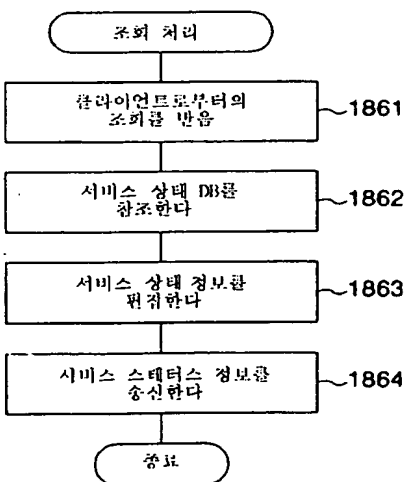 조회 처리
클라이언트로부터의
조회를 받음
1861
서비스 상태 DB를
참조한다
1862
서비스 상태 정보를
편집한다
1863
서비스 스테터스 정보를
송신한다
1864
종료